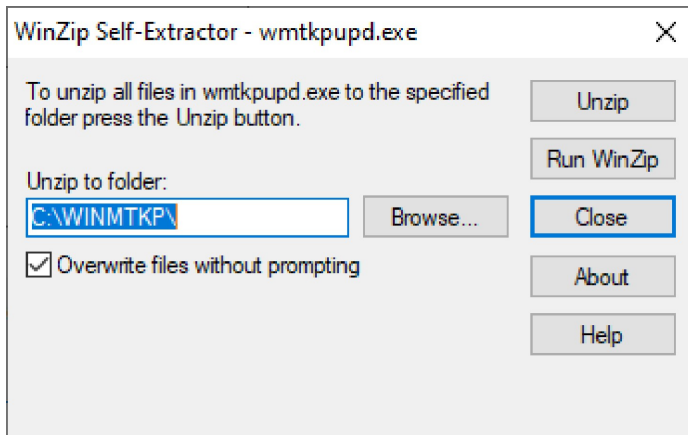 WinZip Self-Extractor - wmtkpupd.exe
To unzip all files in wmtkpupd.exe to the specified
folder press the Unzip button.
Unzip to folder:
C:\WINMTKP\
Browse...
Overwrite files without prompting
Unzip
Run WinZip
Close
About
Help